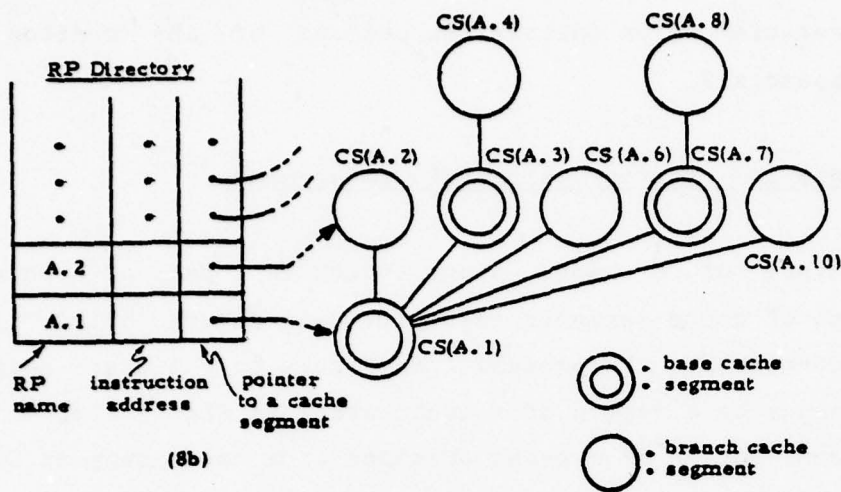 RP Directory
A.2
A.1
RP name
instruction address
pointer to a cache segment
(8b)
CS(A.4)
CS(A.8)
CS(A.2)
CS(A.3)
CS(A.6)
CS(A.7)
CS(A.10)
CS(A.1)
base cache segment
branch cache segment